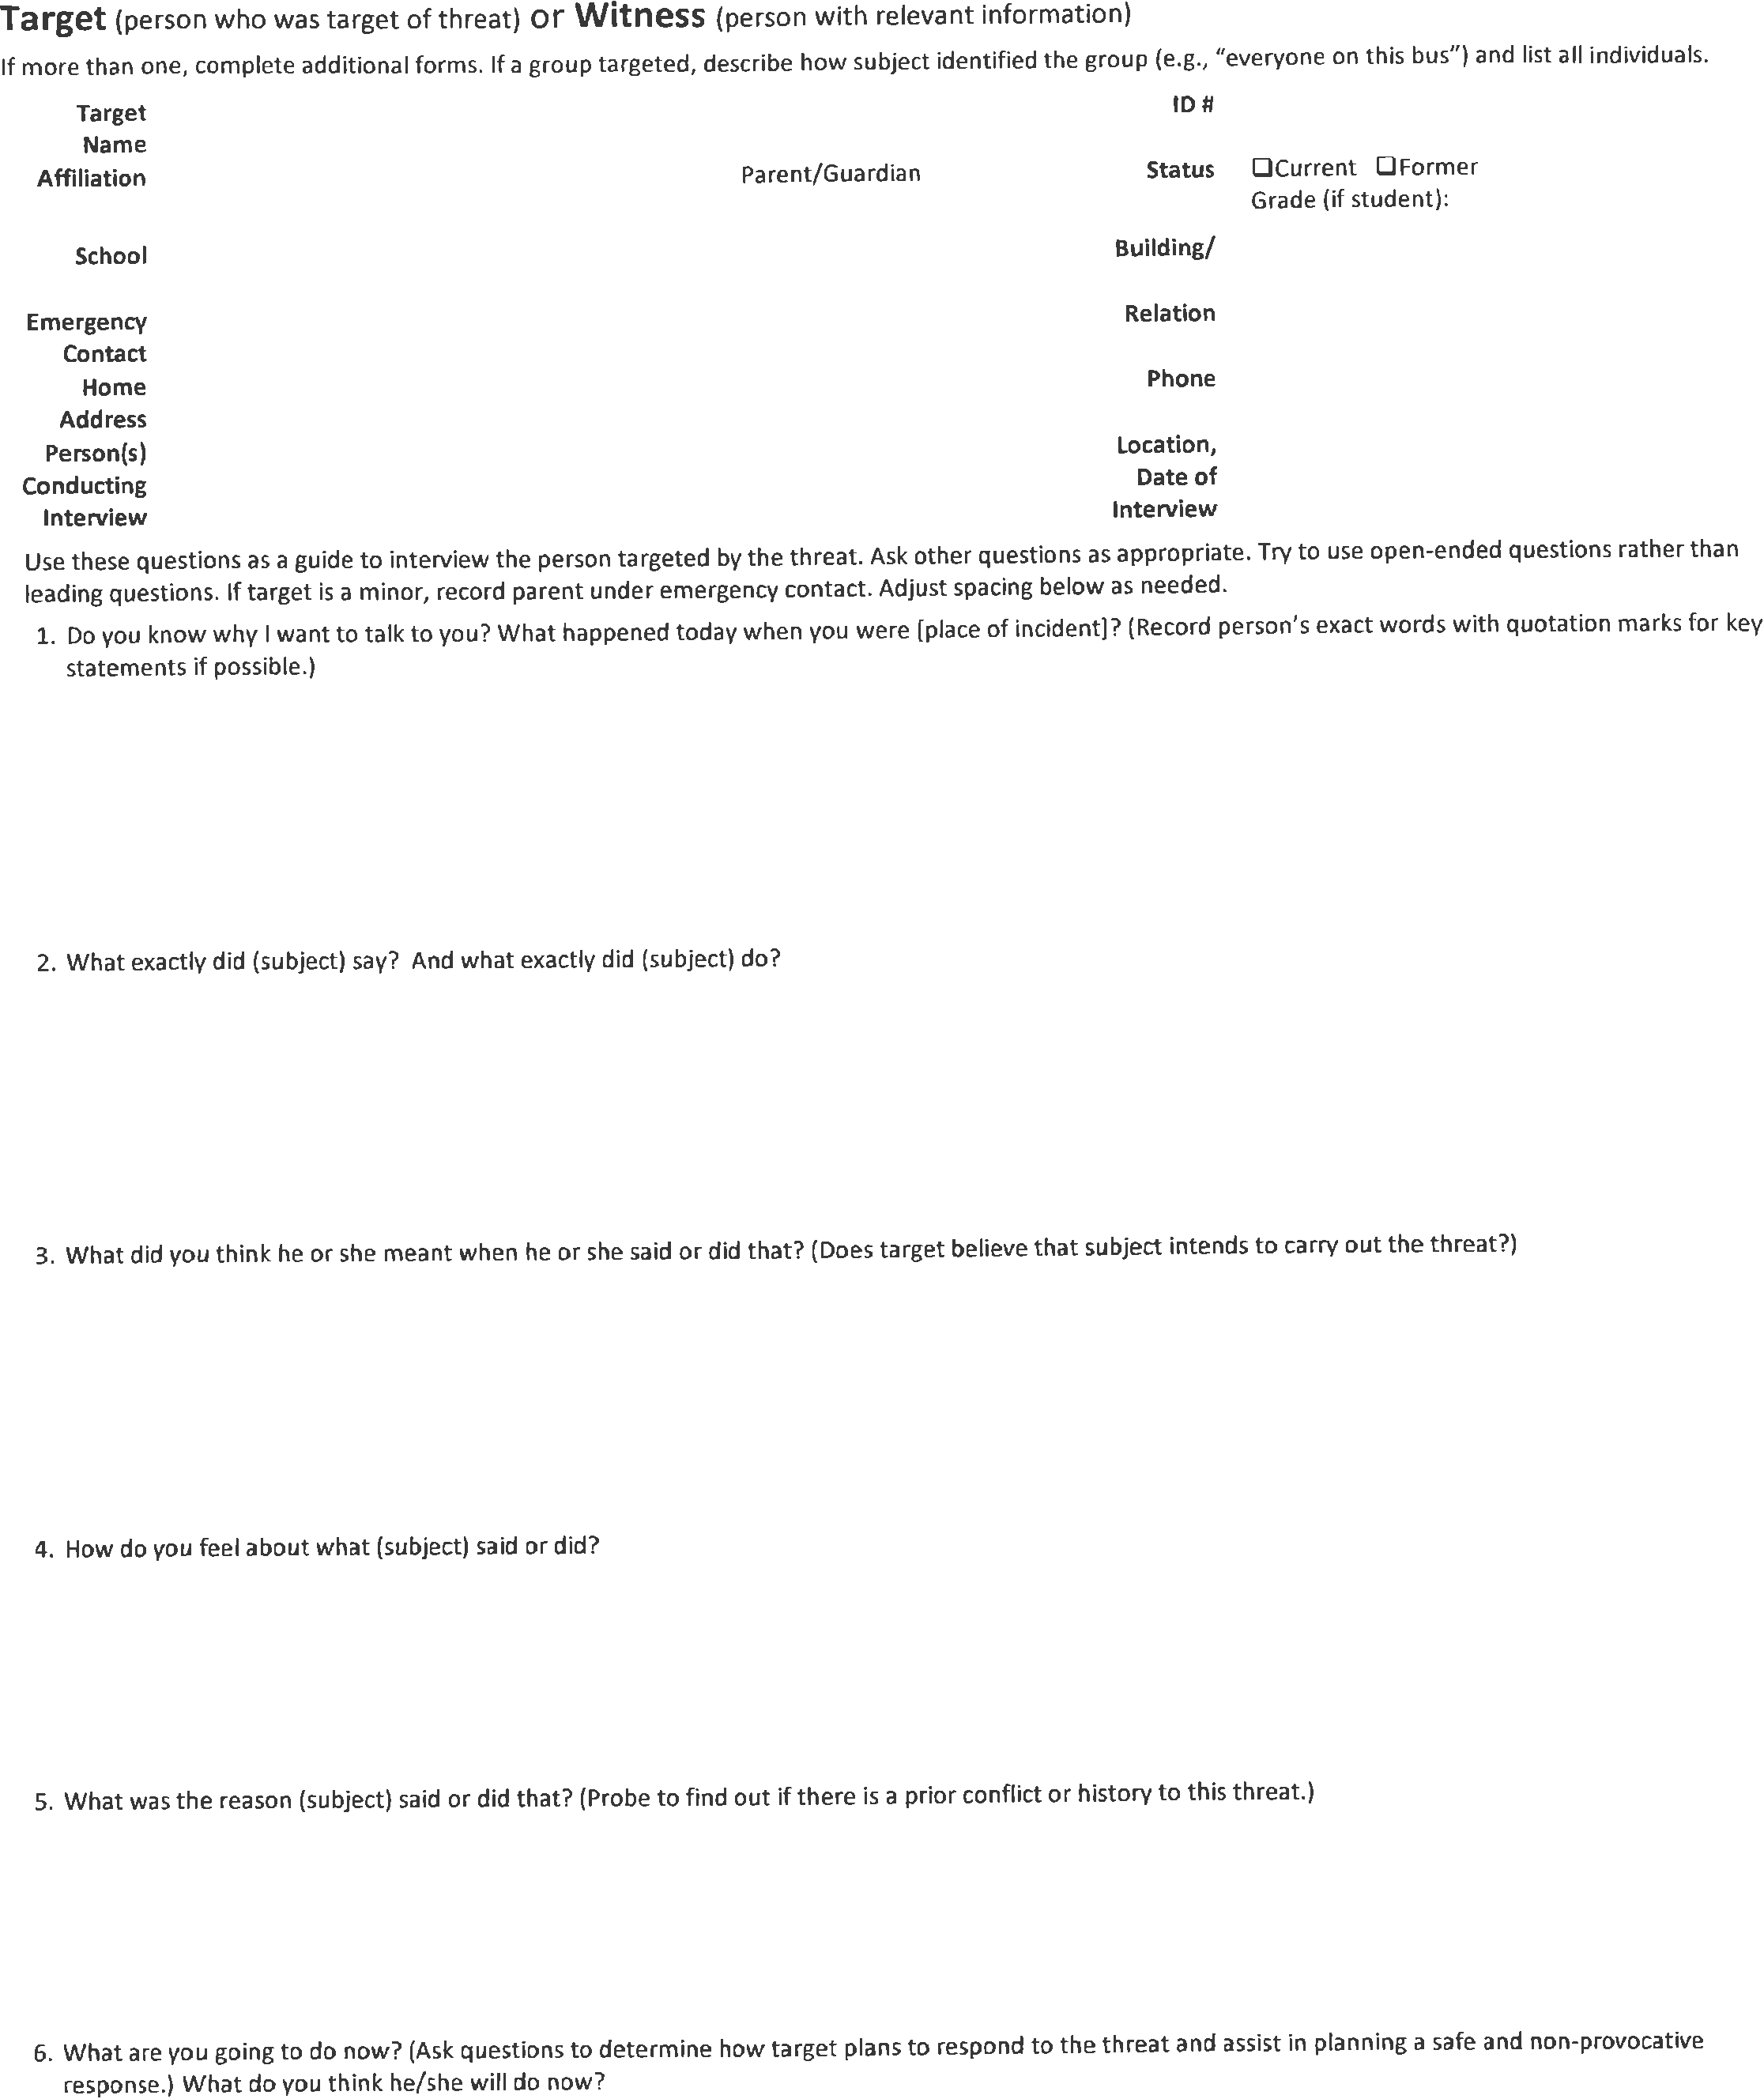 Target (person who was target of threat) or Witness (person with relevant information)
If more than one, complete additional forms. If a group targeted, describe how subject identified the group (e.g., “everyone on this bus”) and list all individuals.
Target
Name
ID #
Affiliation
Parent/Guardian
Status
❑Current ❑Former
Grade (if student):
School
Building/
Emergency
Contact
Relation
Home
Address
Phone
Person(s)
Conducting
Interview
Location,
Date of
Interview
Use these questions as a guide to interview the person targeted by the threat. Ask other questions as appropriate. Try to use open-ended questions rather than
leading questions. If target is a minor, record parent under emergency contact. Adjust spacing below as needed.
1. Do you know why I want to talk to you? What happened today when you were [place of incident]? (Record person’s exact words with quotation marks for key
statements if possible.)
2. What exactly did (subject) say? And what exactly did (subject) do?
3. What did you think he or she meant when he or she said or did that? (Does target believe that subject intends to carry out the threat?)
4. How do you feel about what (subject) said or did?
5. What was the reason (subject) said or did that? (Probe to find out if there is a prior conflict or history to this threat.)
6. What are you going to do now? (Ask questions to determine how target plans to respond to the threat and assist in planning a safe and non-provocative
response.) What do you think he/she will do now?